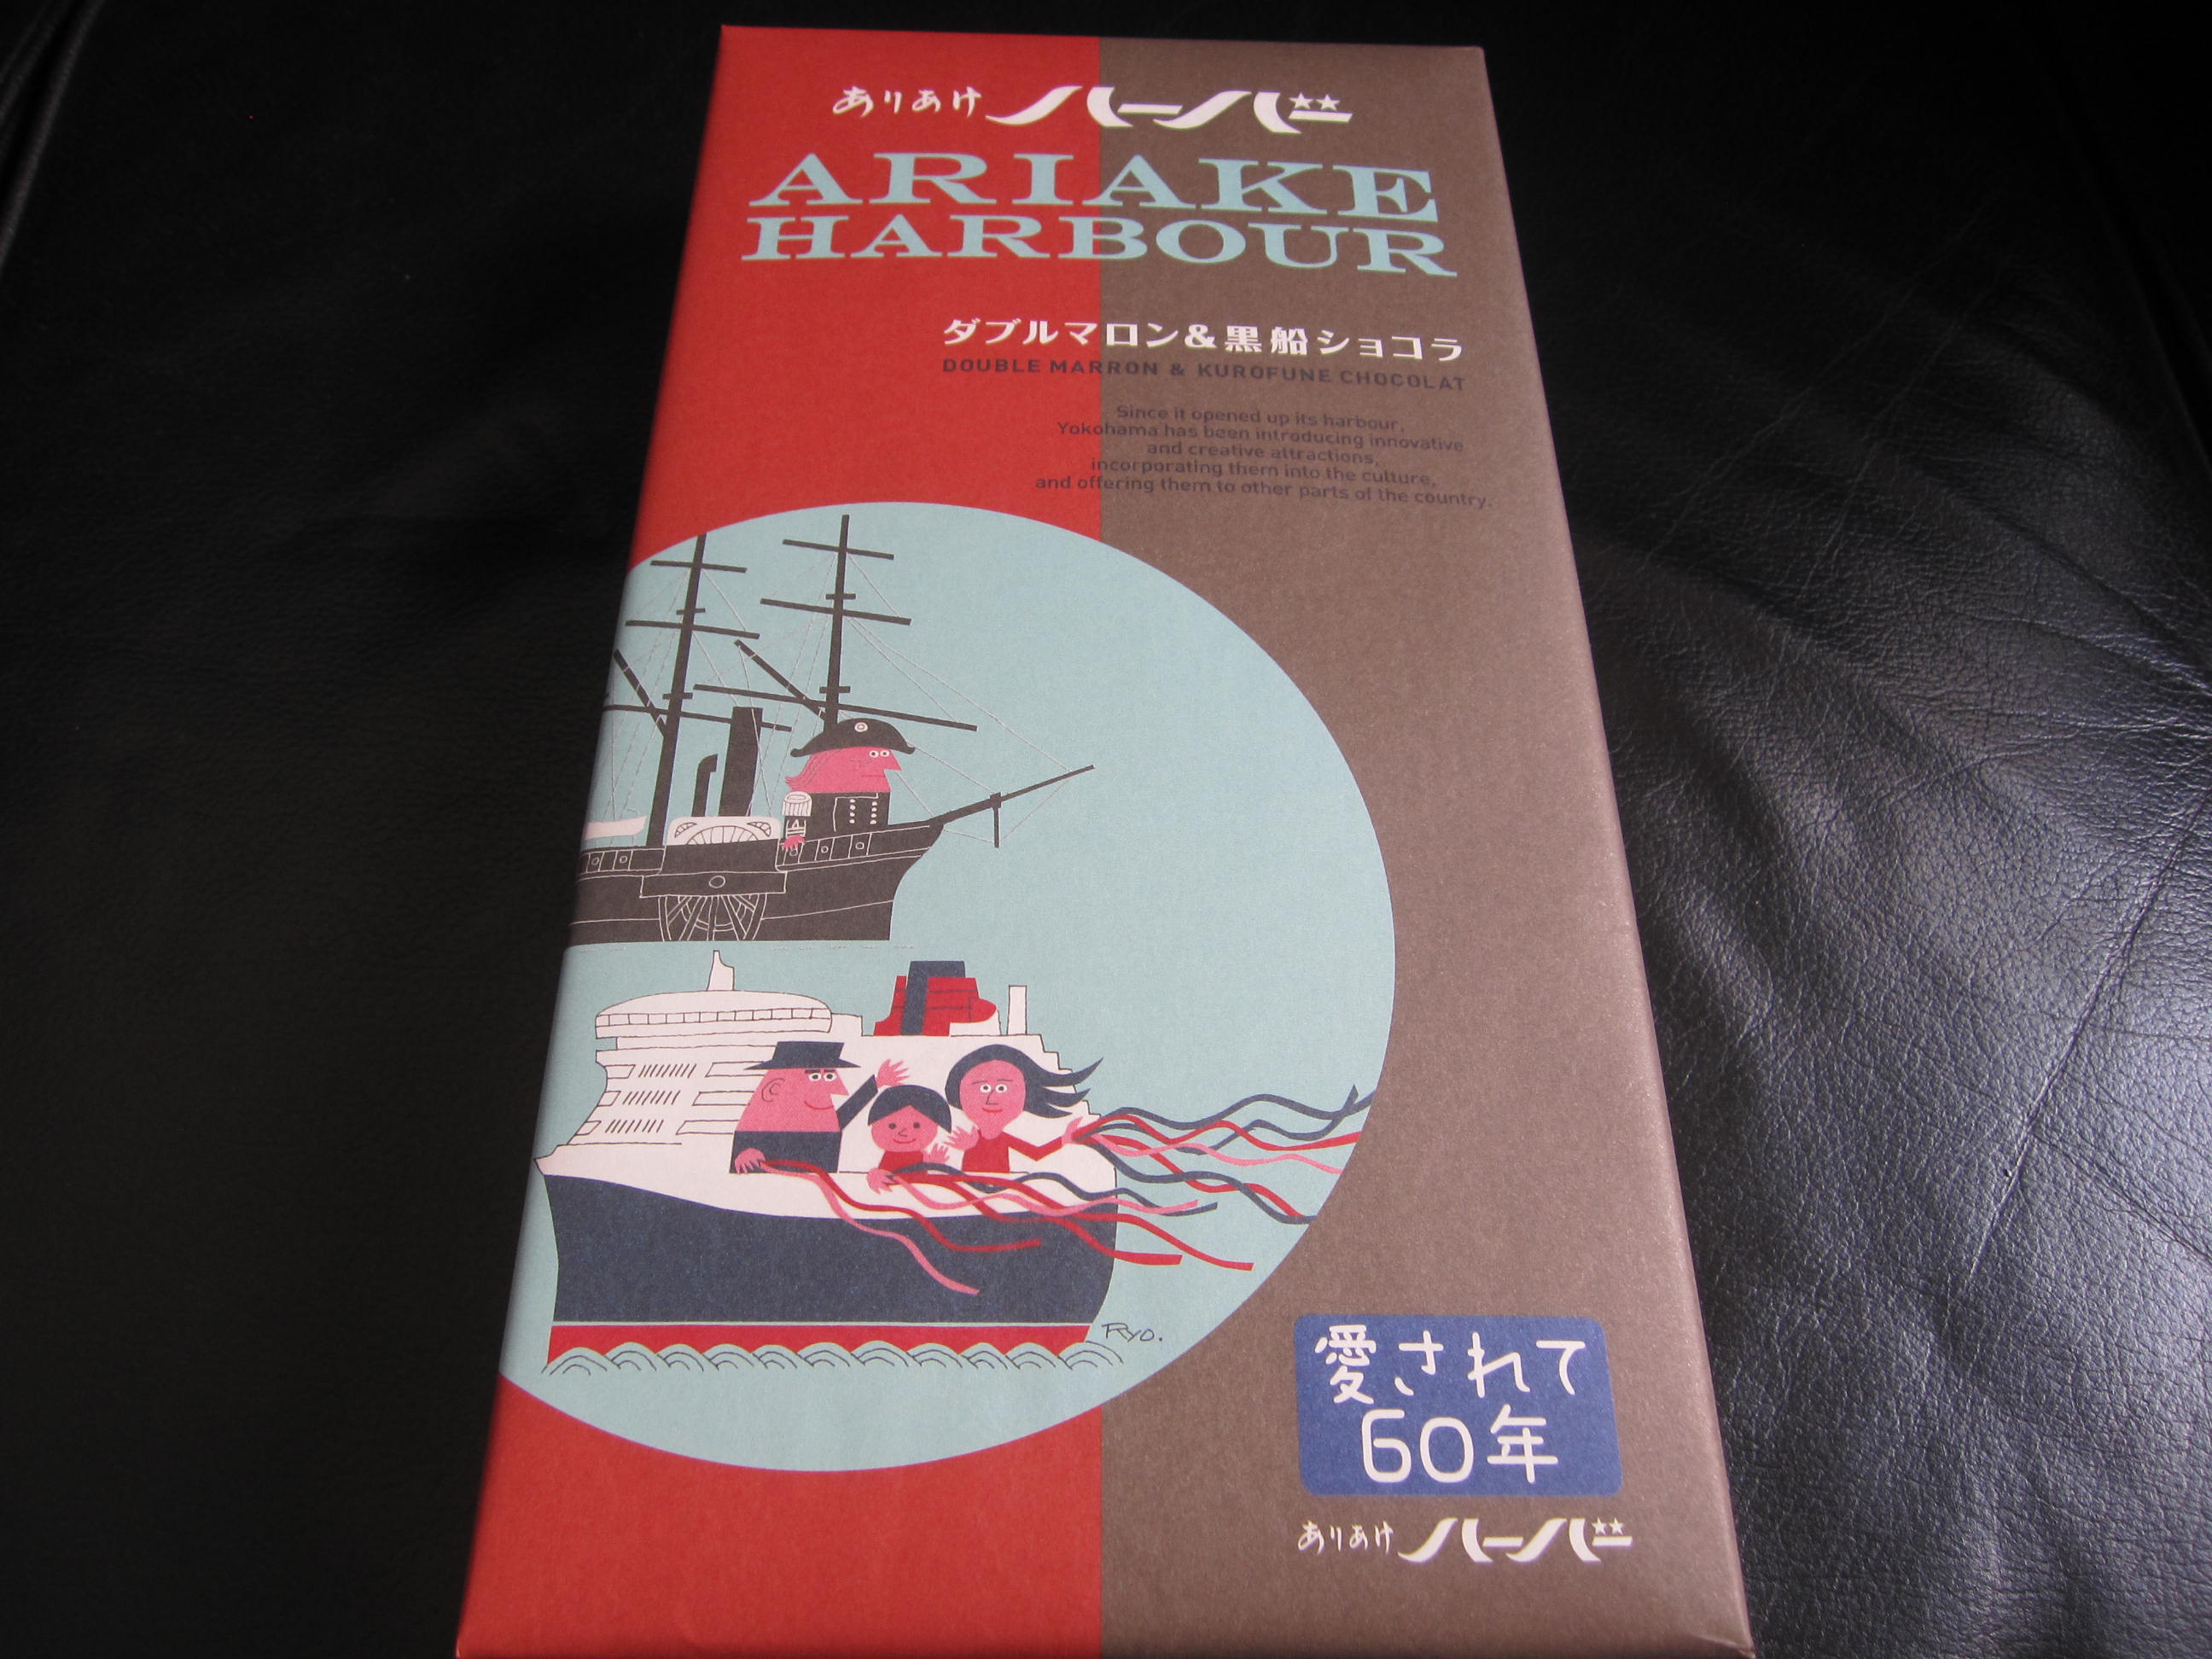 ありあけハーバー
ARIAKE
HARBOUR
ダブルマロン&黒船ショコラ
DOUBLE MARRON & KUROFUNE CHOCOLAT
Since it opened up its harbour,
Yokohama has been introducing innovative
and creative attractions,
incorporating them into the culture,
and offering them to other parts of the country.
Ryo.
愛されて
60年
ありあけハーバー